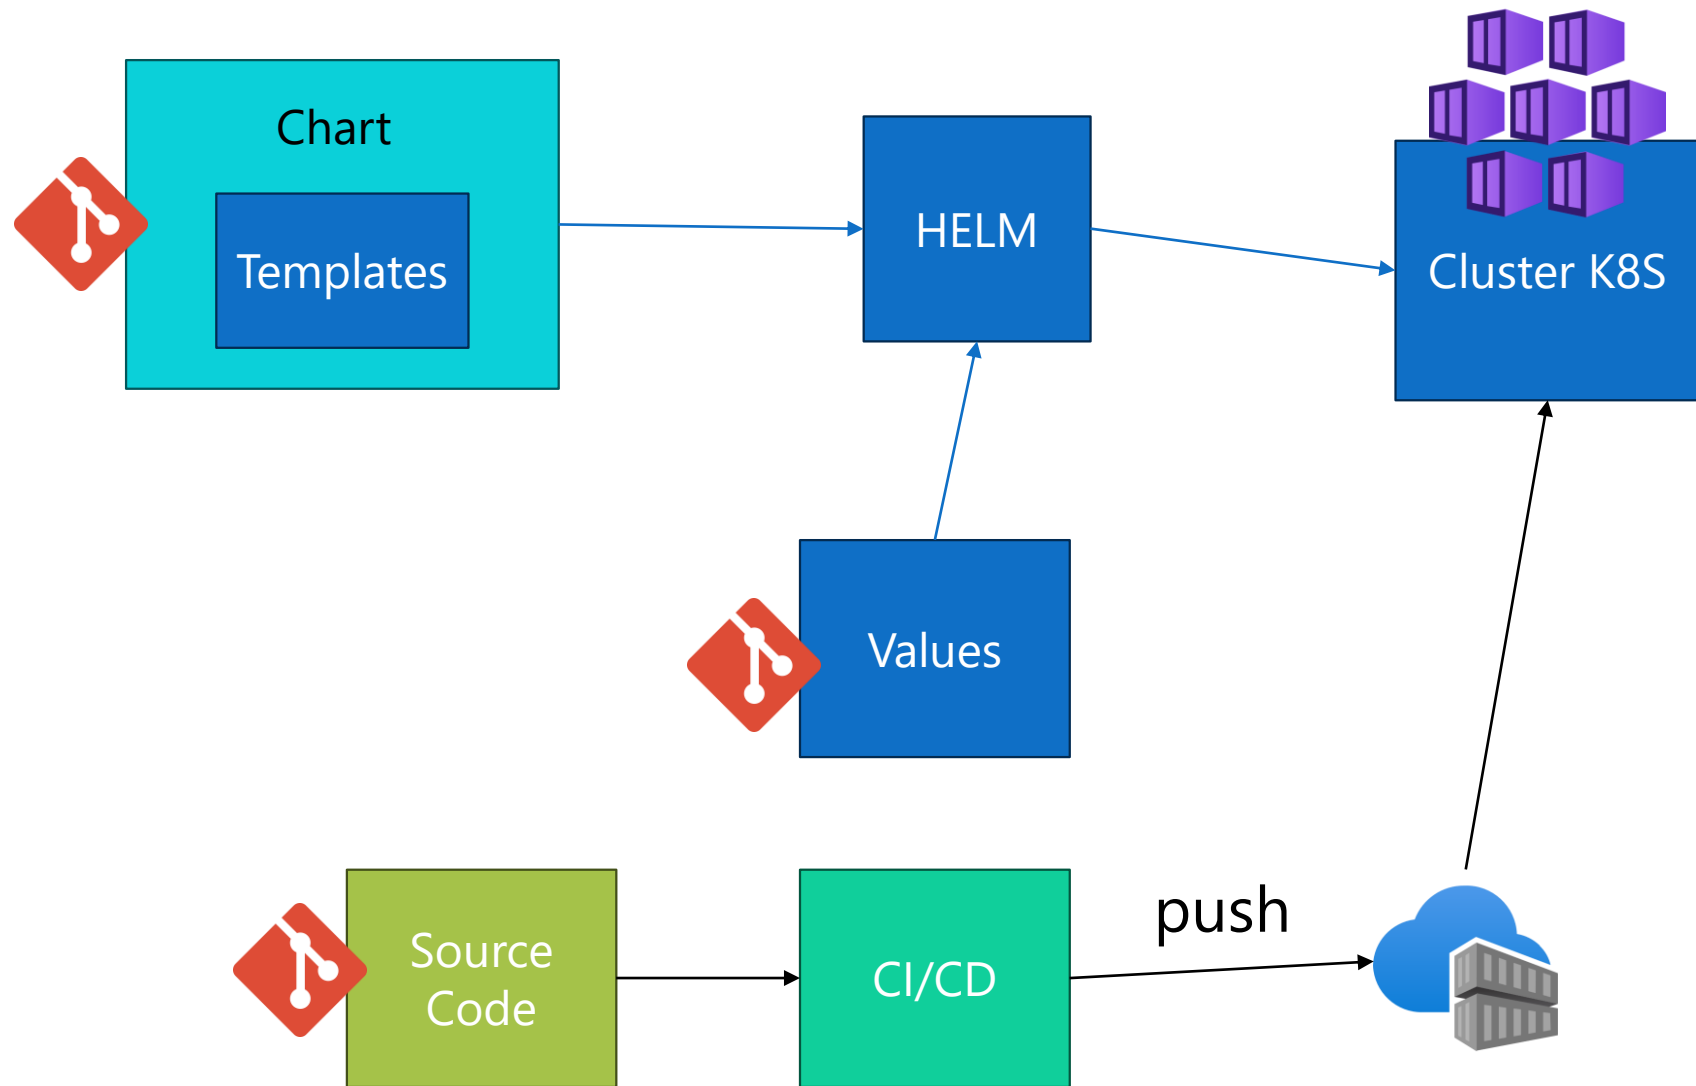 Chart
Templates
HELM
Cluster K8S
Values
Source
Code
CI/CD
push